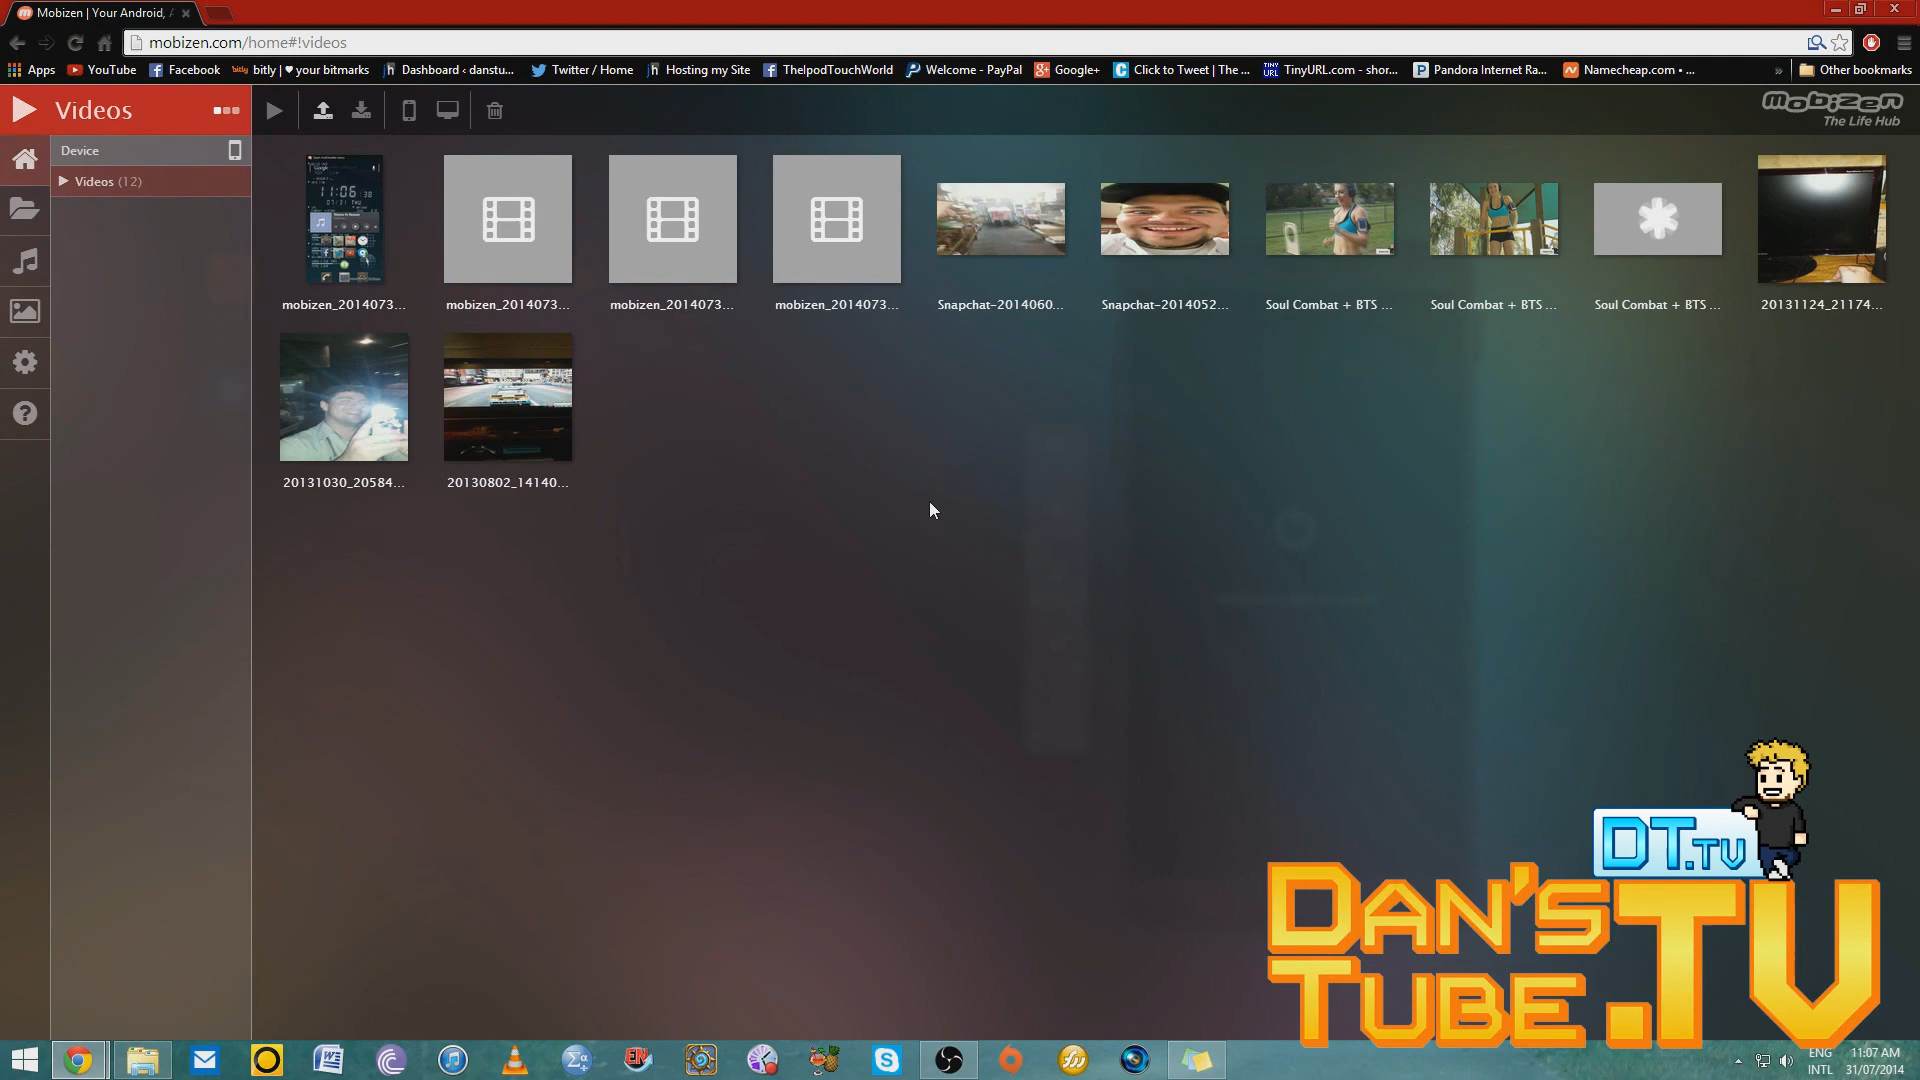 Mobizen | Your Android, A
mobizen.com/home#!videos
Apps YouTube Facebook bitly | ♥ your bitmarks Dashboard ‹ danstu... Twitter / Home Hosting my Site TheIpodTouchWorld Welcome - PayPal Google+ Click to Tweet | The ... TinyURL.com - shor... Pandora Internet Ra... Namecheap.com • ... » Other bookmarks
Videos
mobizen
The Life Hub
Device
Videos (12)
11:06 :38
mobizen_2014073... mobizen_2014073... mobizen_2014073... mobizen_2014073... Snapchat-2014060... Snapchat-2014052... Soul Combat + BTS ... Soul Combat + BTS ... Soul Combat + BTS ... 20131124_21174...
20131030_20584... 20130802_14140...
DT.TV
DAN'S
TUBE.TV
ENG 11:07 AM
INTL 31/07/2014